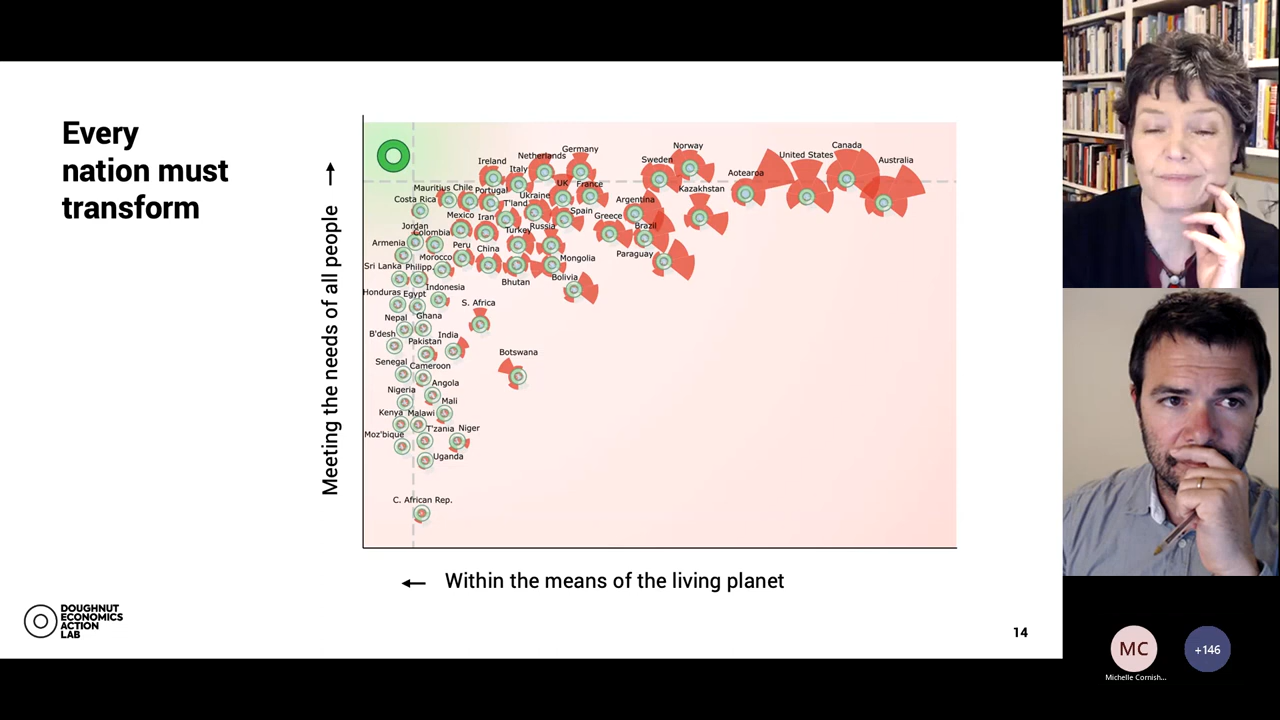 Every
nation must
transform
Meeting the needs of all people
Within the means of the living planet
Canada
Norway
Germany
Netherlands
Sweden
United States
Australia
Ireland
Italy
Aotearoa
UK
France
Kazakhstan
Mauritius
Chile
Portugal
Ukraine
Costa Rica
T'land
Argentina
Spain
Greece
Mexico
Iran
Jordan
Colombia
Turkey
Russia
Brazil
Armenia
Peru
China
Morocco
Mongolia
Paraguay
Sri Lanka
Philipp.
Bhutan
Bolivia
Honduras
Egypt
Indonesia
S. Africa
Nepal
Ghana
B'desh
India
Pakistan
Botswana
Senegal
Cameroon
Angola
Nigeria
Mali
Kenya
Malawi
Moz'bique
T'zania
Niger
Uganda
C. African Rep.
DOUGHNUT
ECONOMICS
ACTION
LAB
14
MC
+146
Michelle Cornish...